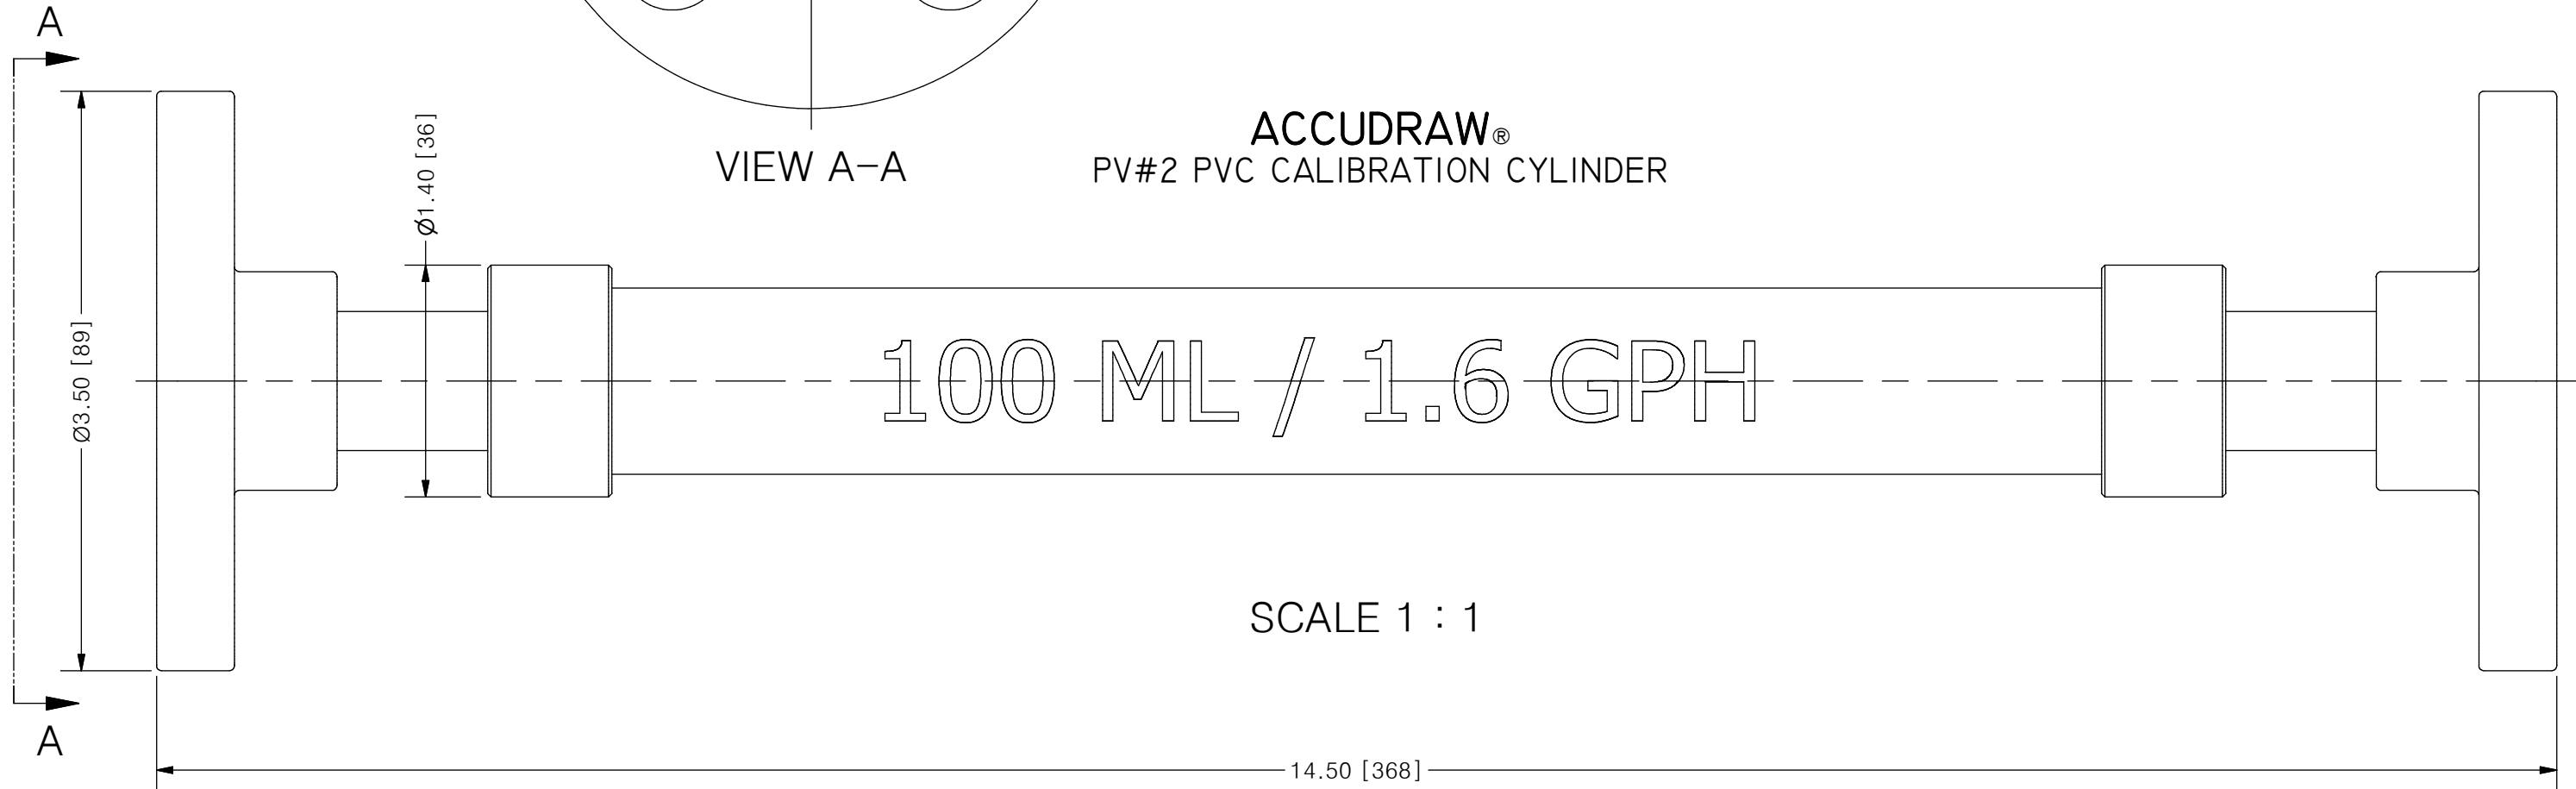 A
Ø1.40 [36]
VIEW A-A
ACCUDRAW®
PV#2 PVC CALIBRATION CYLINDER
Ø3.50 [89]
100 ML / 1.6 GPH
SCALE 1 : 1
A
14.50 [368]